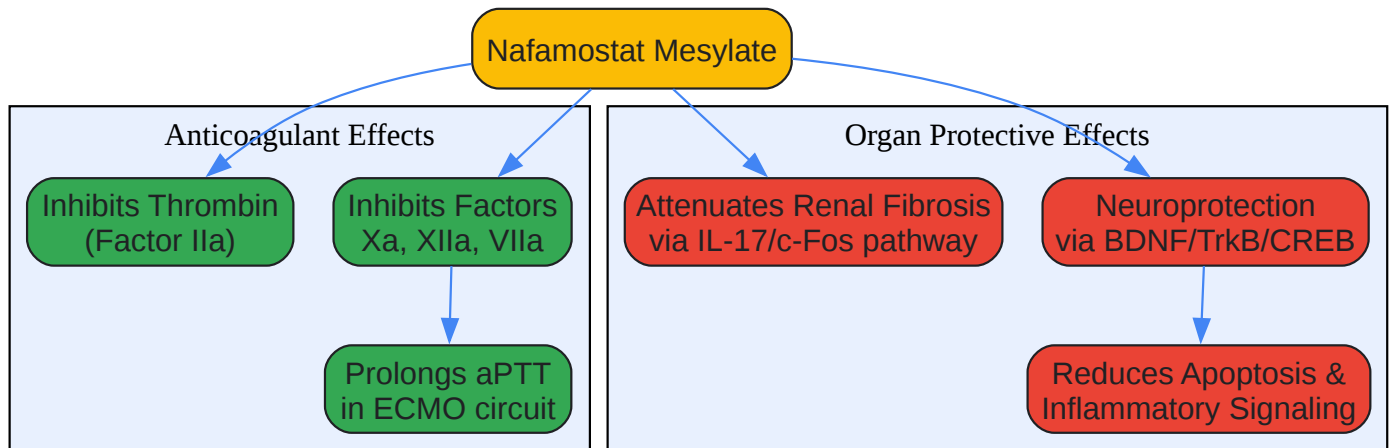 Nafamostat Mesylate
Anticoagulant Effects
Organ Protective Effects
Inhibits Thrombin
(Factor IIa)
Inhibits Factors
Xa, XIIa, VIIa
Attenuates Renal Fibrosis
via IL-17/c-Fos pathway
Neuroprotection
via BDNF/TrkB/CREB
Prolongs aPTT
in ECMO circuit
Reduces Apoptosis &
Inflammatory Signaling